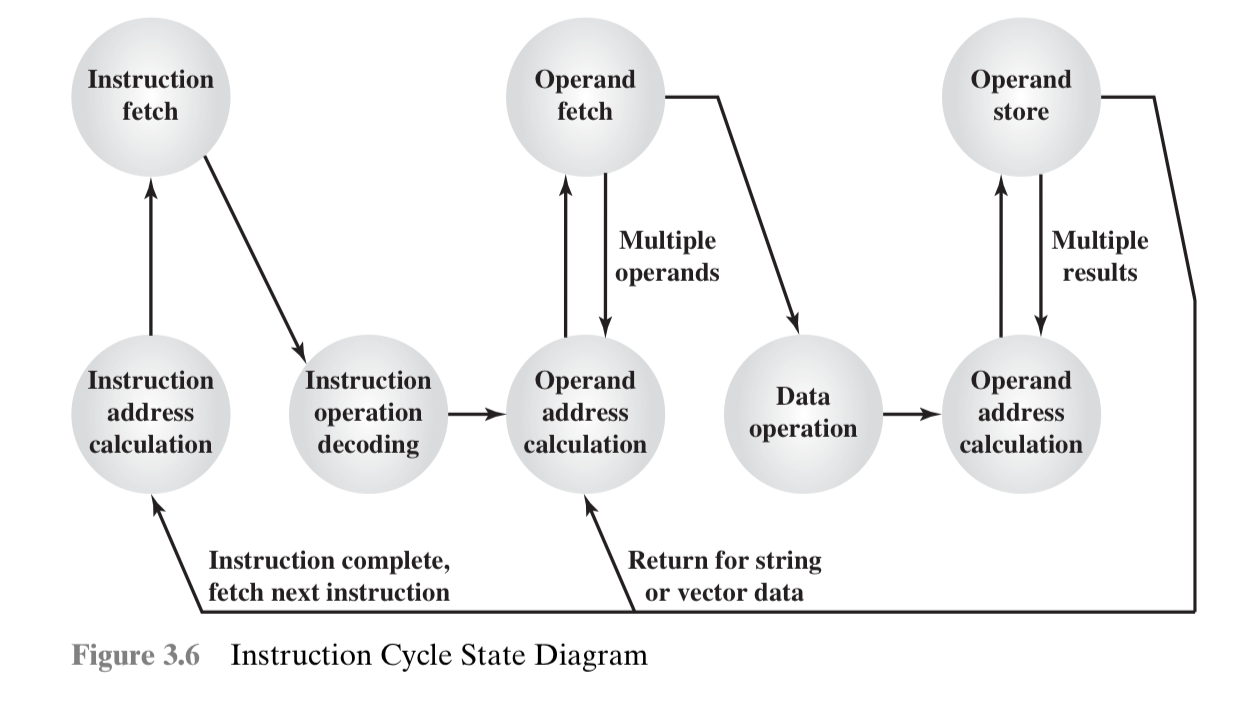 Instruction
fetch
Operand
fetch
Operand
store
Multiple
operands
Multiple
results
Instruction
address
calculation
Instruction
operation
decoding
Operand
address
calculation
Data
operation
Operand
address
calculation
Instruction complete,
fetch next instruction
Return for string
or vector data
Figure 3.6 Instruction Cycle State Diagram